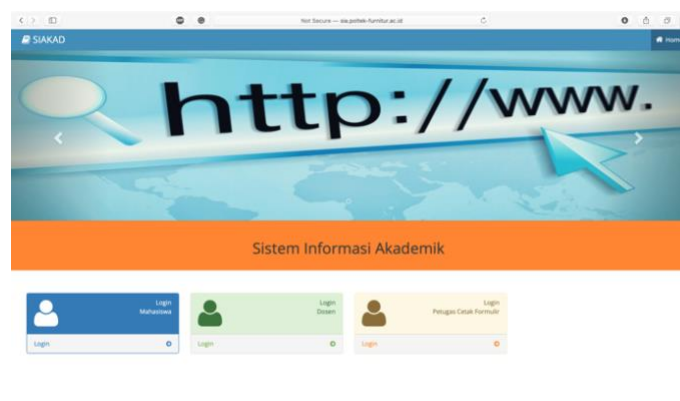 Not Secure — sia.poltek-furnitur.ac.id
SIAKAD
Home
http://www.
Sistem Informasi Akademik
Login
Mahasiswa
Login
Login
Dosen
Login
Login
Petugas Cetak Formulir
Login